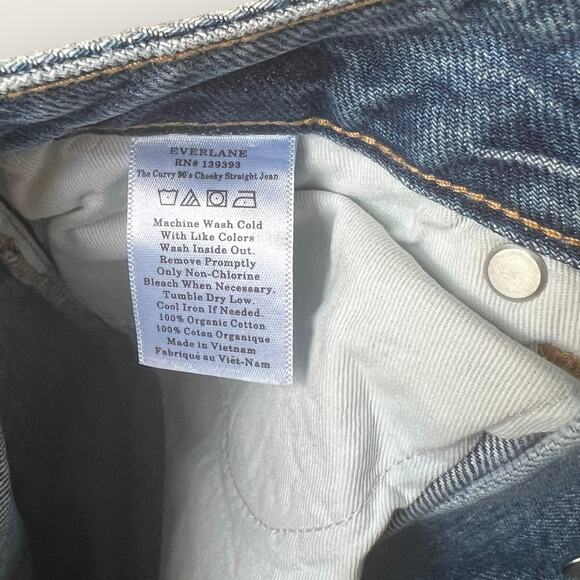 EVERLANE
RN# 139393
The Curvy 90's Cheeky Straight Jean
Machine Wash Cold
With Like Colors
Wash Inside Out.
Remove Promptly
Only Non-Chlorine
Bleach When Necessary.
Tumble Dry Low.
Cool Iron If Needed.
100% Organic Cotton
100% Coton Organique
Made in Vietnam
Fabriqué au Viêt-Nam